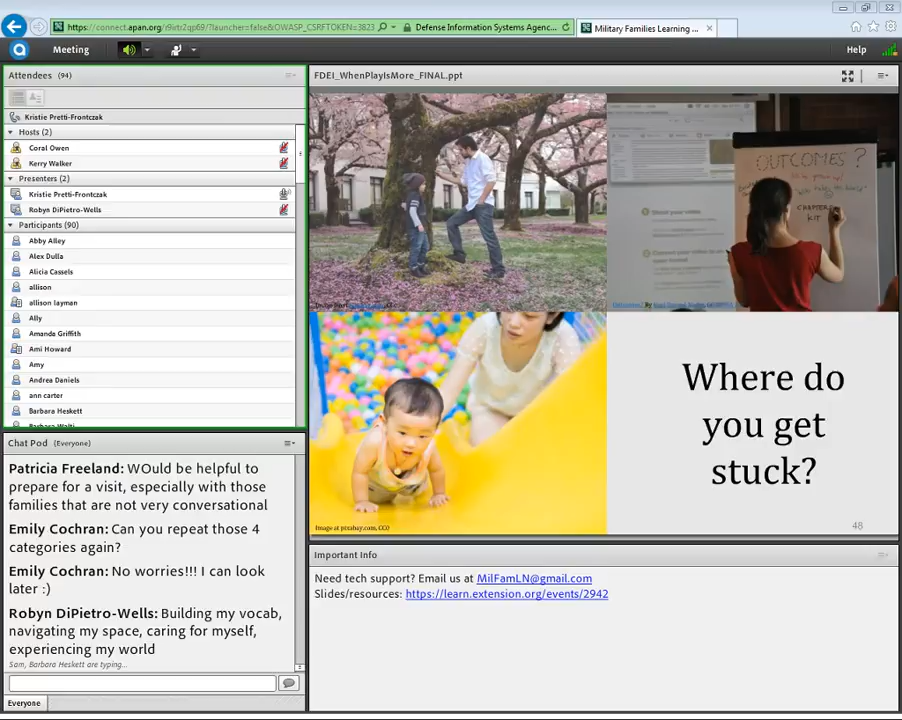 https://connect.apan.org/r9irtr2qp69/?launcher=false&OWASP_CSRFTOKEN=3823
Defense Information Systems Agenc...
Military Families Learning ...
Meeting
Help
Attendees (94)
Kristie Pretti-Frontzak
Hosts (2)
Coral Owen
Kerry Walker
Presenters (2)
Kristie Pretti-Frontczak
Robyn DiPietro-Wells
Participants (90)
Abby Alley
Alex Dulla
Alicia Cassels
allison
allison layman
Ally
Amanda Griffith
Ami Howard
Amy
Andrea Daniels
ann carter
Barbara Heskett
Chat Pod (Everyone)
Patricia Freeland: WOuld be helpful to
prepare for a visit, especially with those
families that are not very conversational
Emily Cochran: Can you repeat those 4
categories again?
Emily Cochran: No worries!!! I can look
later :)
Robyn DiPietro-Wells: Building my vocab,
navigating my space, caring for myself,
experiencing my world
Sam, Barbara Heskett are typing...
Everyone
FDEI_WhenPlayIsMore_FINAL.ppt
OUTCOMES?
CHAPTERS
KIT
Image at pixabay.com, CC0
Where do
you get
stuck?
48
Important Info
Need tech support? Email us at MilFamLN@gmail.com
Slides/resources: https://learn.extension.org/events/2942